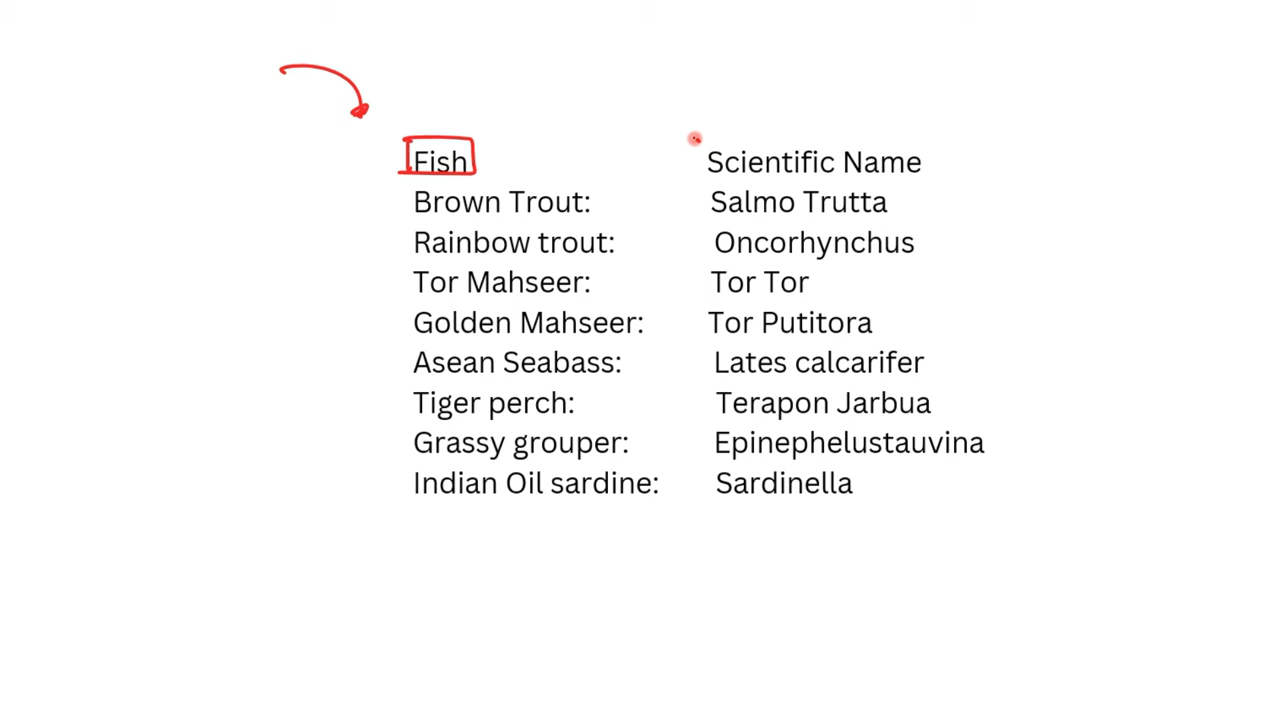 Fish Scientific Name
Brown Trout: Salmo Trutta
Rainbow trout: Oncorhynchus
Tor Mahseer: Tor Tor
Golden Mahseer: Tor Putitora
Asean Seabass: Lates calcarifer
Tiger perch: Terapon Jarbua
Grassy grouper: Epinephelustauvina
Indian Oil sardine: Sardinella